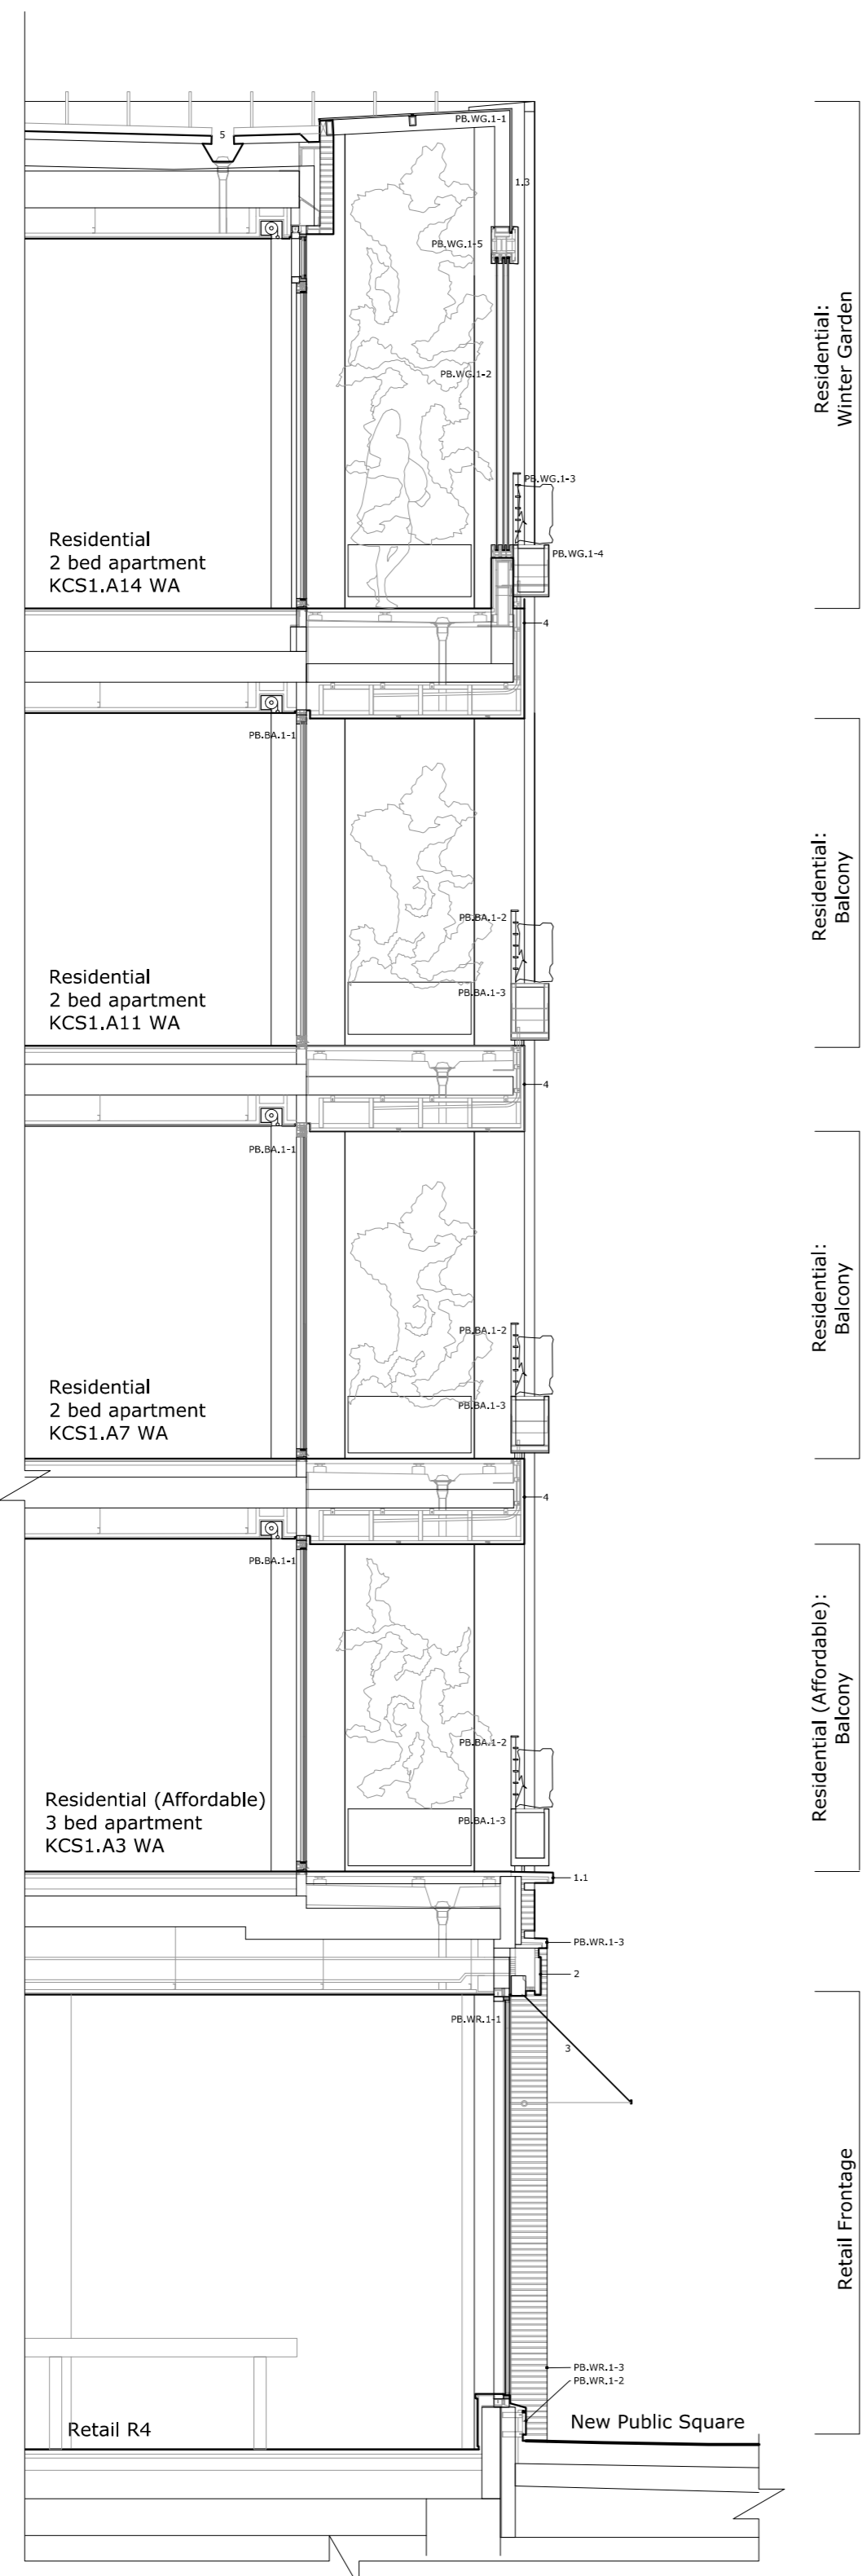 PB.WG.1-1
5
1.3
PB.WG.1-5
Residential:
Winter Garden
PB.WG.1-2
PB.WG.1-3
Residential
2 bed apartment
KCS1.A14 WA
PB.WG.1-4
4
PB.BA.1-1
Residential:
Balcony
PB.BA.1-2
Residential
2 bed apartment
KCS1.A11 WA
PB.BA.1-3
4
PB.BA.1-1
Residential:
Balcony
PB.BA.1-2
Residential
2 bed apartment
KCS1.A7 WA
PB.BA.1-3
4
PB.BA.1-1
Residential (Affordable):
Balcony
PB.BA.1-2
Residential (Affordable)
3 bed apartment
KCS1.A3 WA
PB.BA.1-3
1.1
PB.WR.1-3
2
PB.WR.1-1
3
Retail Frontage
PB.WR.1-3
PB.WR.1-2
Retail R4
New Public Square